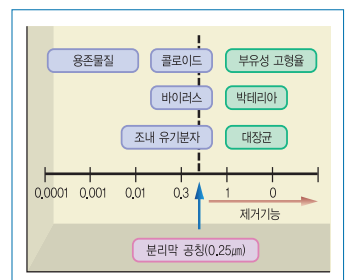 용존물질 콜로이드 부유성 고형율
바이러스 박테리아
조내 유기분자 대장균
0.0001 0.001 0.01 0.3 1 0
제거기능
분리막 공칭(0.25㎛)